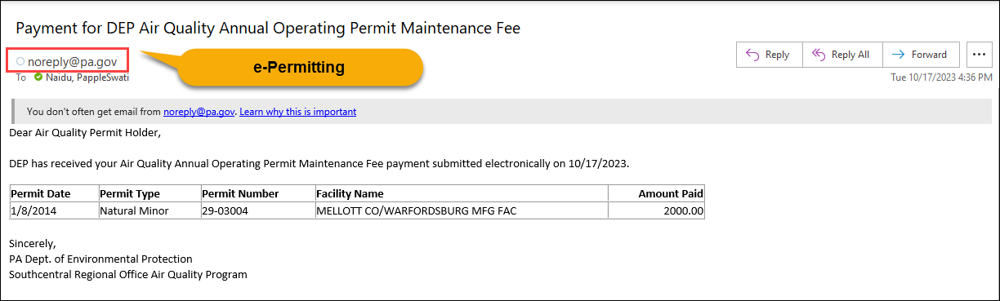 Payment for DEP Air Quality Annual Operating Permit Maintenance Fee
noreply@pa.gov
e-Permitting
Reply
Reply All
Forward
To Naidu, PappleSwati
Tue 10/17/2023 4:36 PM
You don't often get email from noreply@pa.gov. Learn why this is important
Dear Air Quality Permit Holder,
DEP has received your Air Quality Annual Operating Permit Maintenance Fee payment submitted electronically on 10/17/2023.
Permit Date Permit Type Permit Number Facility Name Amount Paid
1/8/2014 Natural Minor 29-03004 MELLOTT CO/WARFORDSBURG MFG FAC 2000.00
Sincerely,
PA Dept. of Environmental Protection
Southcentral Regional Office Air Quality Program